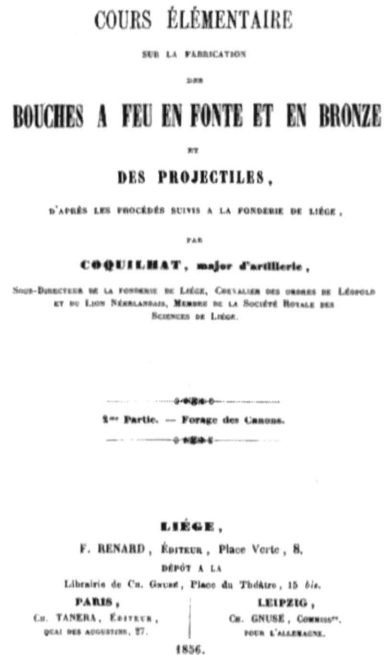 COURS ÉLÉMENTAIRE
SUR LA FABRICATION
DES
BOUCHES A FEU EN FONTE ET EN BRONZE
ET
DES PROJECTILES,
D'APRÈS LES PROCÉDÉS SUIVIS A LA FONDERIE DE LIÉGE,
PAR
COQUILHAT, major d'artillerie,
SOUS-DIRECTEUR DE LA FONDERIE DE LIÉGE, CHEVALIER DES ORDRES DE LÉOPOLD
ET DU LION NÉERLANDAIS, MEMBRE DE LA SOCIÉTÉ ROYALE DES
SCIENCES DE LIÉGE.
2me Partie. — Forage des Canons.
LIÉGE,
F. RENARD, ÉDITEUR, Place Verte, 8.
DÉPÔT A LA
Librairie de CH. GNUSÉ, Place du Théâtre, 15 bis.
PARIS, LEIPZIG,
CH. TANERA, ÉDITEUR, CH. GNUSÉ, COMMISre.
QUAI DES AUGUSTINS, 27. POUR L'ALLEMAGNE.
1856.